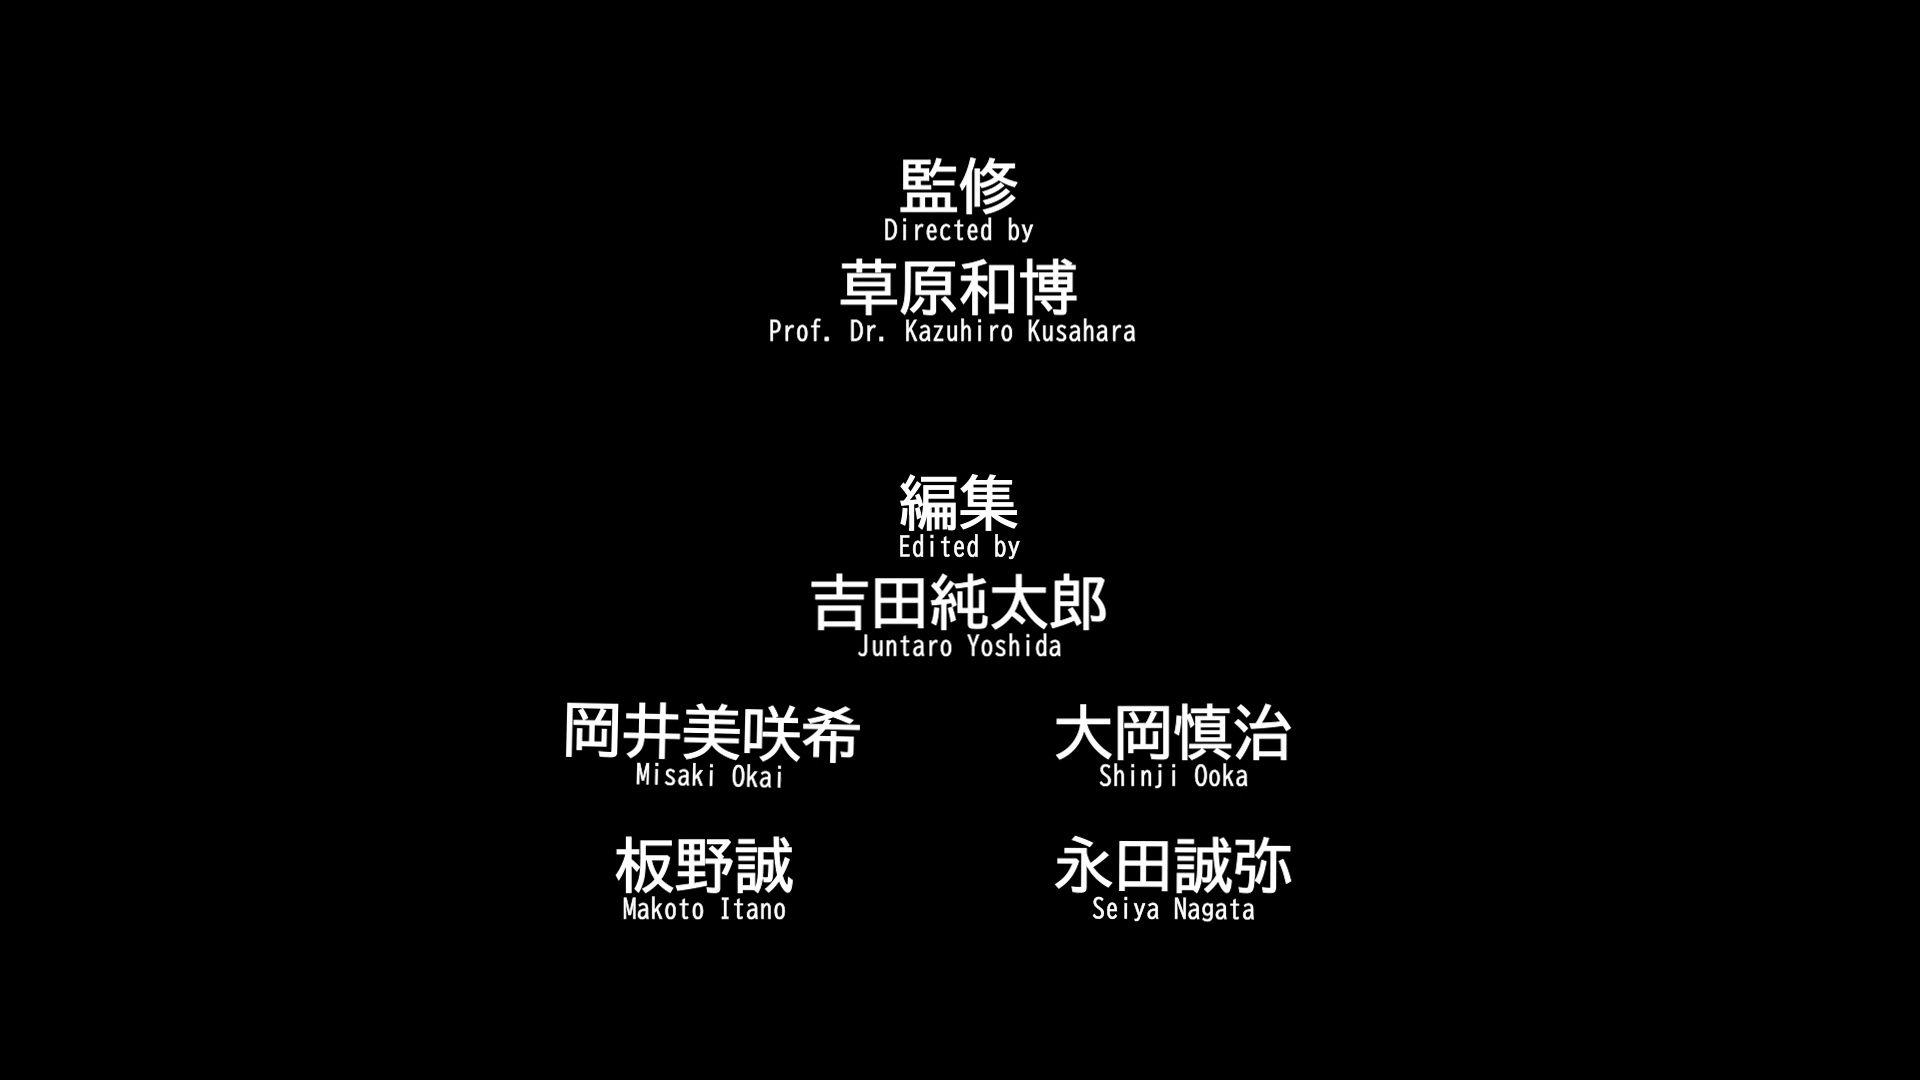 監修
Directed by
草原和博
Prof. Dr. Kazuhiro Kusahara
編集
Edited by
吉田純太郎
Juntaro Yoshida
岡井美咲希
Misaki Okai
大岡慎治
Shinji Ooka
板野誠
Makoto Itano
永田誠弥
Seiya Nagata